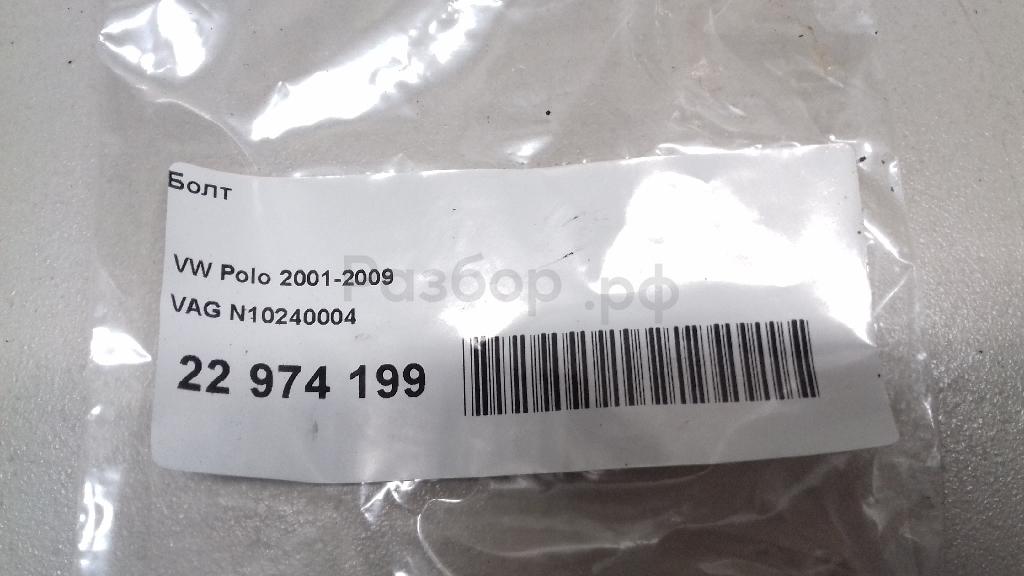 Болт
VW Polo 2001-2009
VAG N10240004
22 974 199
Разбор.рф